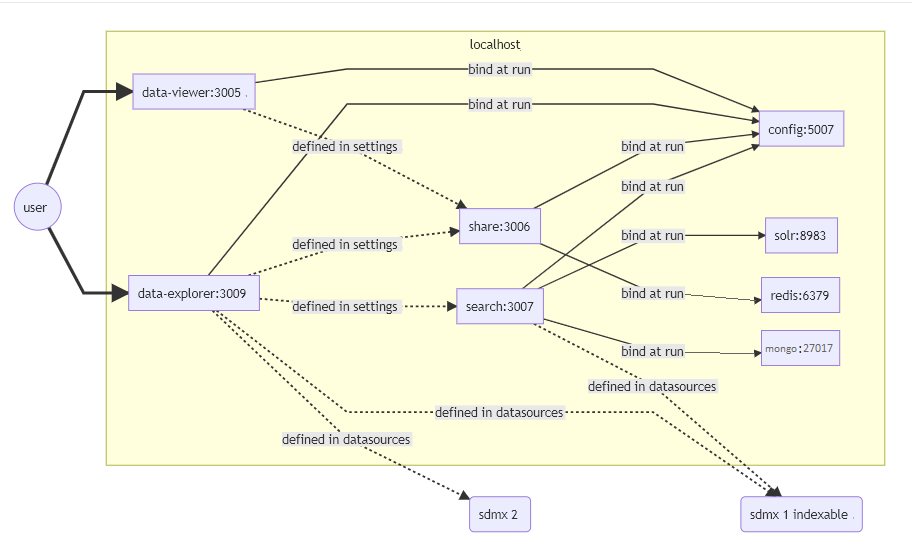 localhost
bind at run
data-viewer:3005
bind at run
config:5007
defined in settings
bind at run
bind at run
user
share:3006
bind at run
solr:8983
defined in settings
data-explorer:3009
bind at run
redis:6379
defined in settings
search:3007
bind at run
mongo:27017
defined in datasources
defined in datasources
defined in datasources
sdmx 2
sdmx 1 indexable